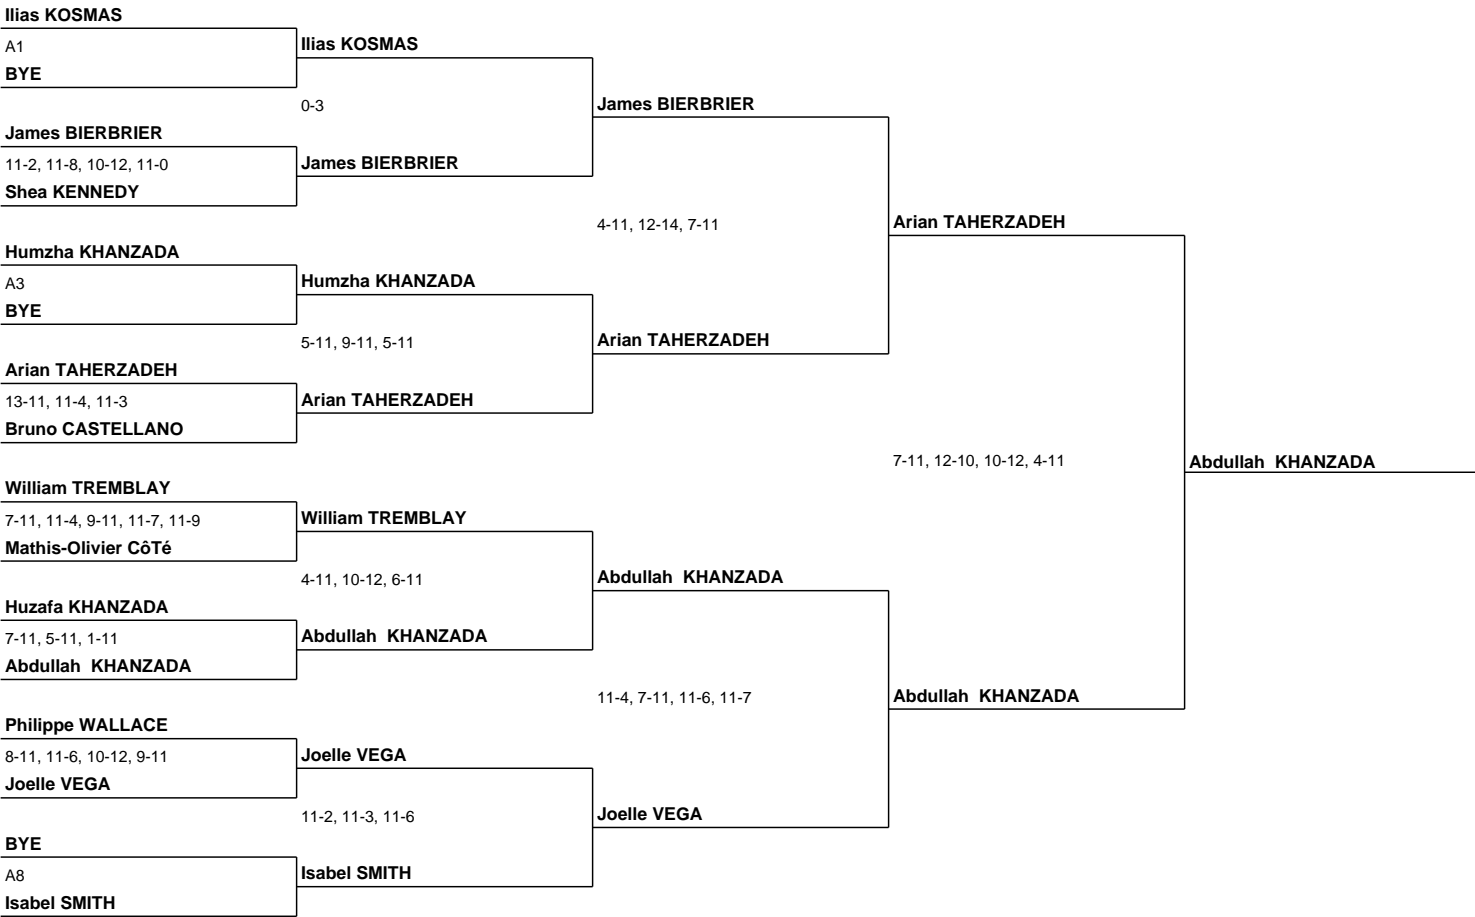 Ilias KOSMAS
A1
BYE
James BIERBRIER
11-2, 11-8, 10-12, 11-0
Shea KENNEDY
Humzha KHANZADA
A3
BYE
Arian TAHERZADEH
13-11, 11-4, 11-3
Bruno CASTELLANO
William TREMBLAY
7-11, 11-4, 9-11, 11-7, 11-9
Mathis-Olivier CôTé
Huzafa KHANZADA
7-11, 5-11, 1-11
Abdullah  KHANZADA
Philippe WALLACE
8-11, 11-6, 10-12, 9-11
Joelle VEGA
BYE
A8
Isabel SMITH
Ilias KOSMAS
0-3
James BIERBRIER
Humzha KHANZADA
5-11, 9-11, 5-11
Arian TAHERZADEH
William TREMBLAY
4-11, 10-12, 6-11
Abdullah  KHANZADA
Joelle VEGA
11-2, 11-3, 11-6
Isabel SMITH
James BIERBRIER
4-11, 12-14, 7-11
Arian TAHERZADEH
Abdullah  KHANZADA
11-4, 7-11, 11-6, 11-7
Joelle VEGA
Arian TAHERZADEH
7-11, 12-10, 10-12, 4-11
Abdullah  KHANZADA
Abdullah  KHANZADA